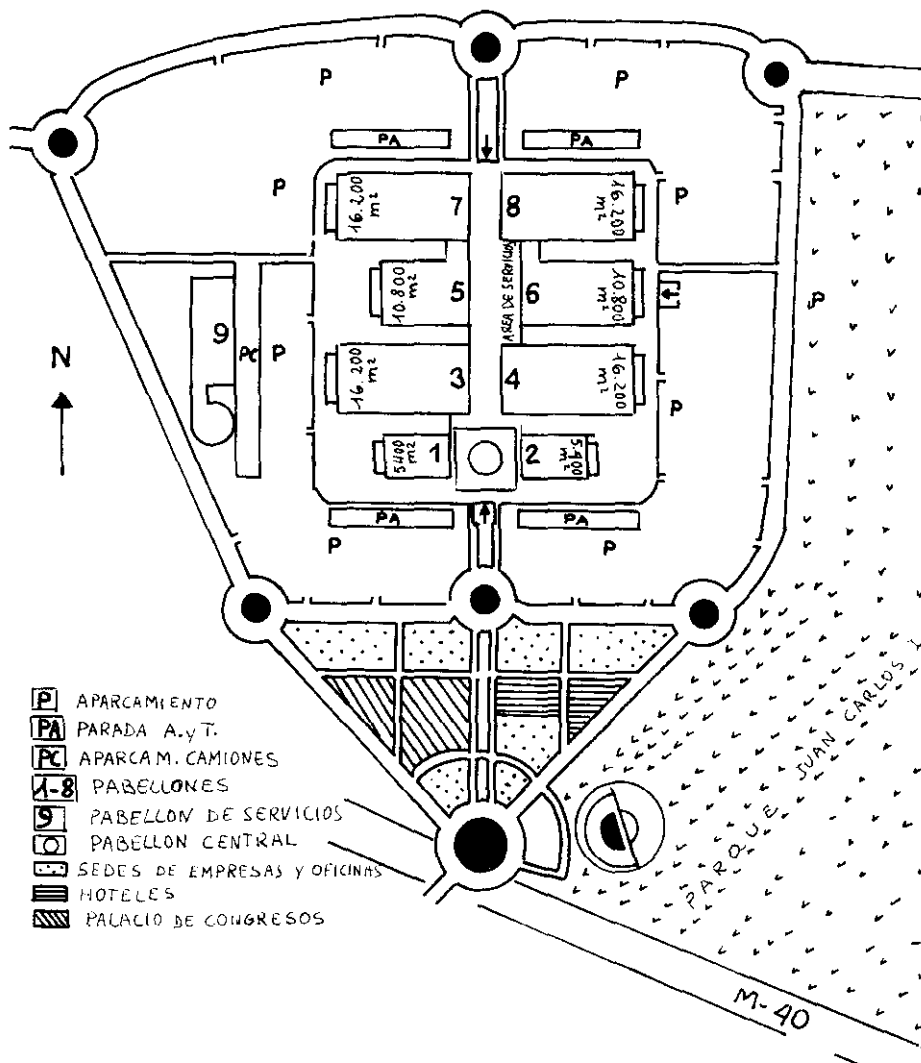 P
P
PA
PA
P
P
16.200
m²
7
8
16.200
m²
10.800
m²
5
AREA DE SERVICIOS
6
10.800
m²
P
9
PC
P
N
16.200
m²
3
4
16.200
m²
P
5400
m²
1
2
5.400
m²
PA
PA
P
P
P APARCAMIENTO
PA PARADA A.yT.
PC APARCAM. CAMIONES
1-8 PABELLONES
9 PABELLON DE SERVICIOS
PABELLON CENTRAL
SEDES DE EMPRESAS Y OFICINAS
HOTELES
PALACIO DE CONGRESOS
PARQUE JUAN CARLOS I
M-40